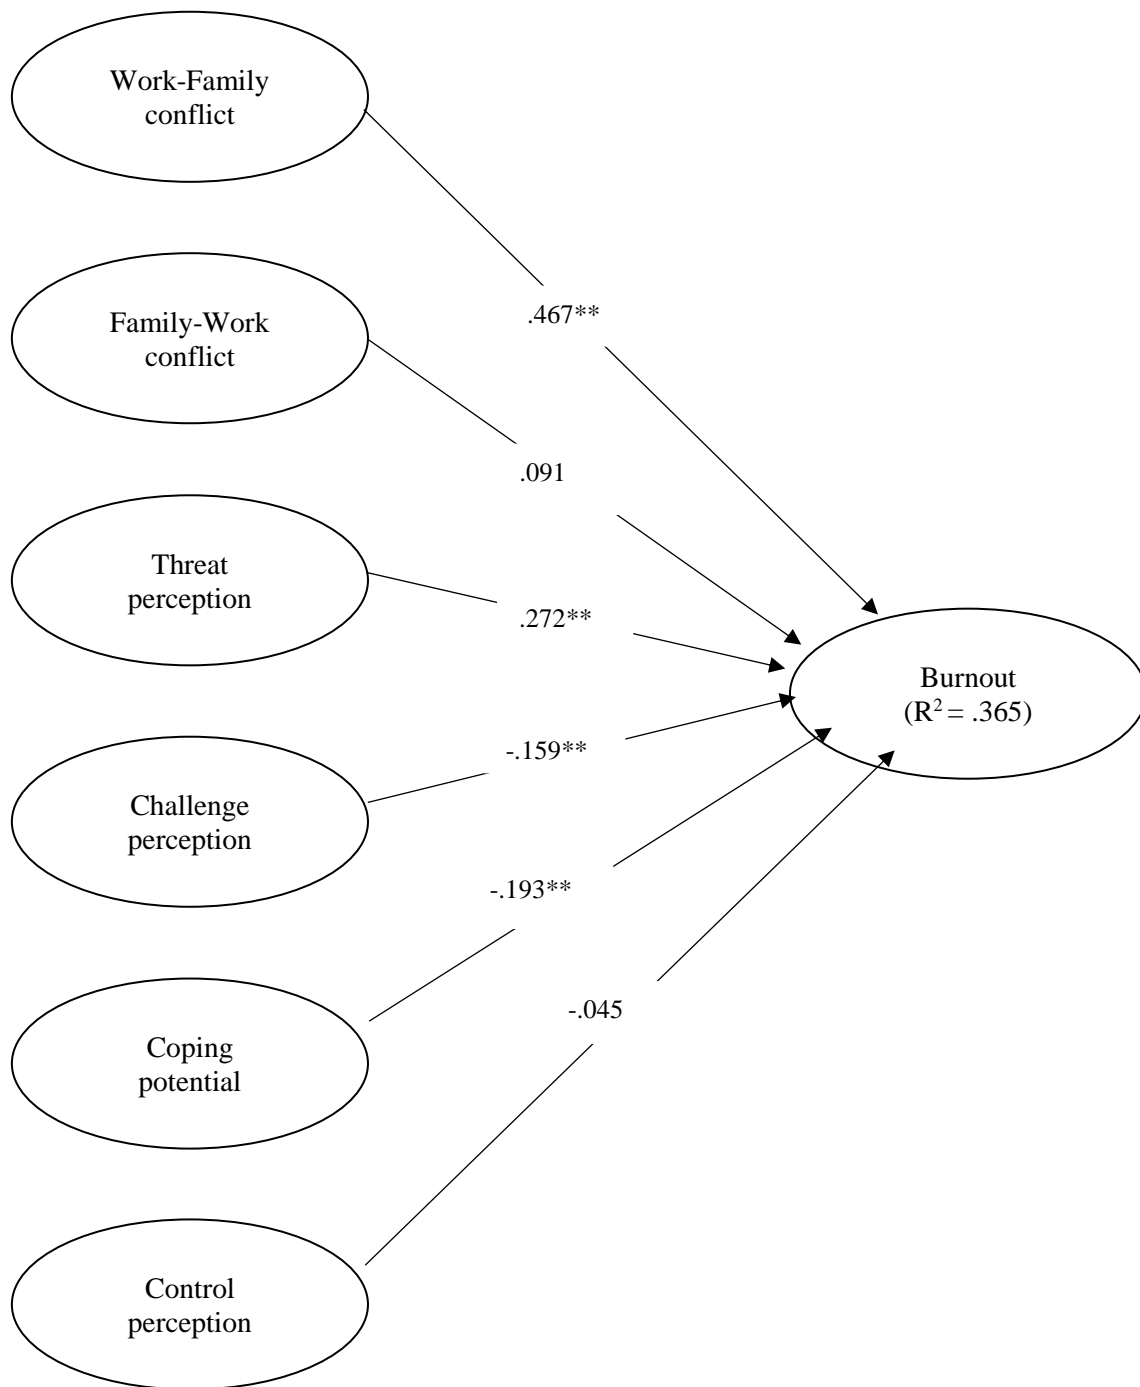 Work-Family
conflict
.467**
Family-Work
conflict
.091
Threat
perception
.272**
Burnout
(R² = .365)
Challenge
perception
-.159**
-.193**
Coping
potential
-.045
Control
perception